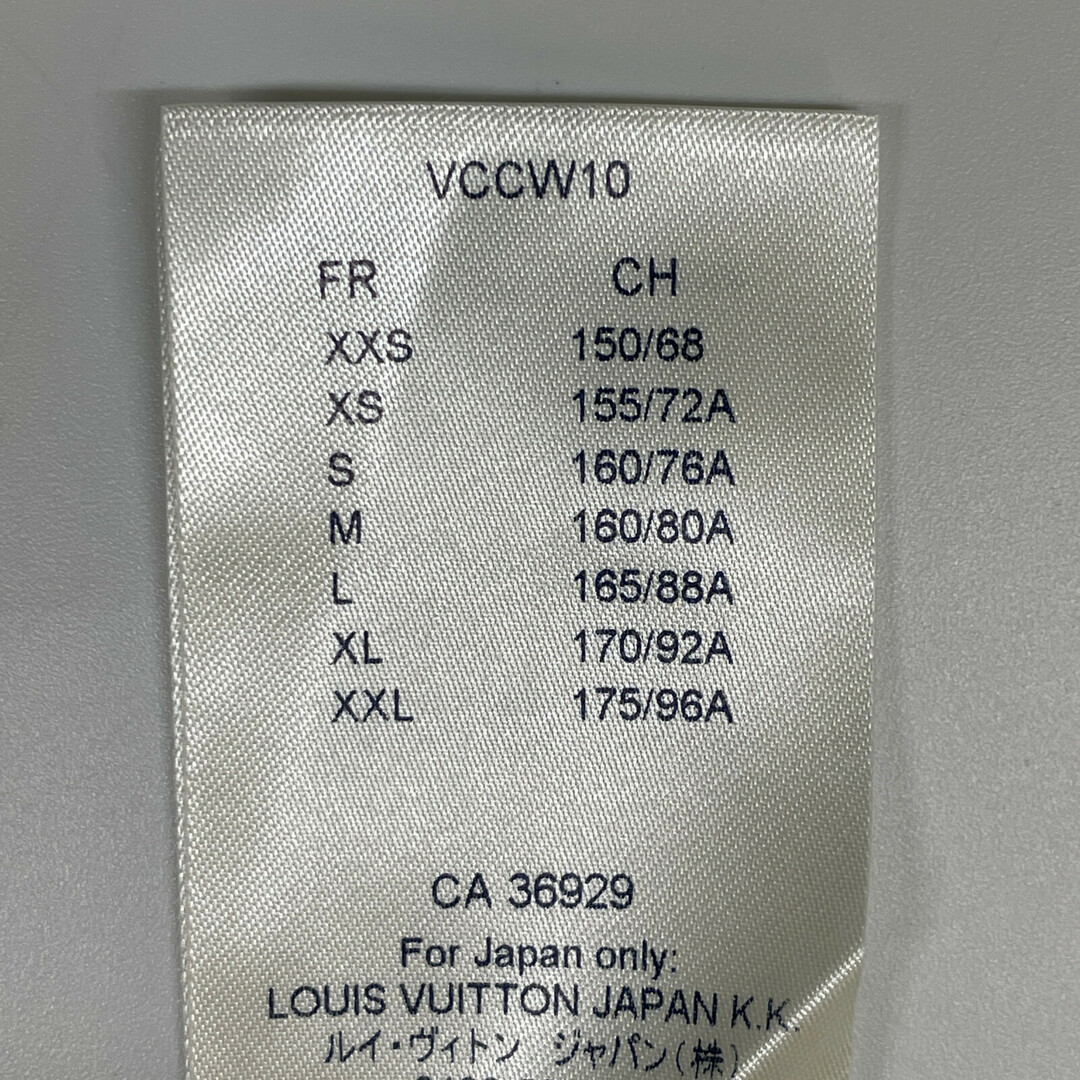 VCCW10
FR CH
XXS 150/68
XS 155/72A
S 160/76A
M 160/80A
L 165/88A
XL 170/92A
XXL 175/96A
CA 36929
For Japan only:
LOUIS VUITTON JAPAN K.K.
ルイ・ヴィトン ジャパン(株)